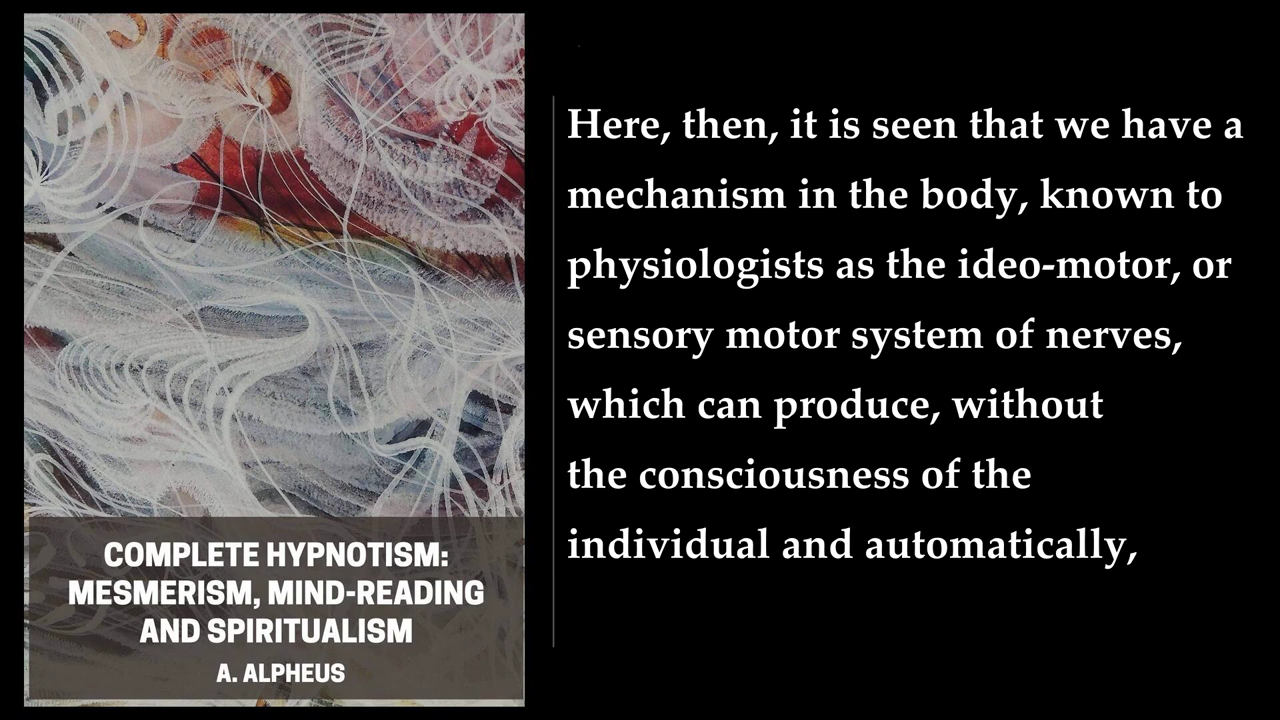 Here, then, it is seen that we have a
mechanism in the body, known to
physiologists as the ideo-motor, or
sensory motor system of nerves,
which can produce, without
the consciousness of the
individual and automatically,
COMPLETE HYPNOTISM:
MESMERISM, MIND-READING
AND SPIRITUALISM
A. ALPHEUS